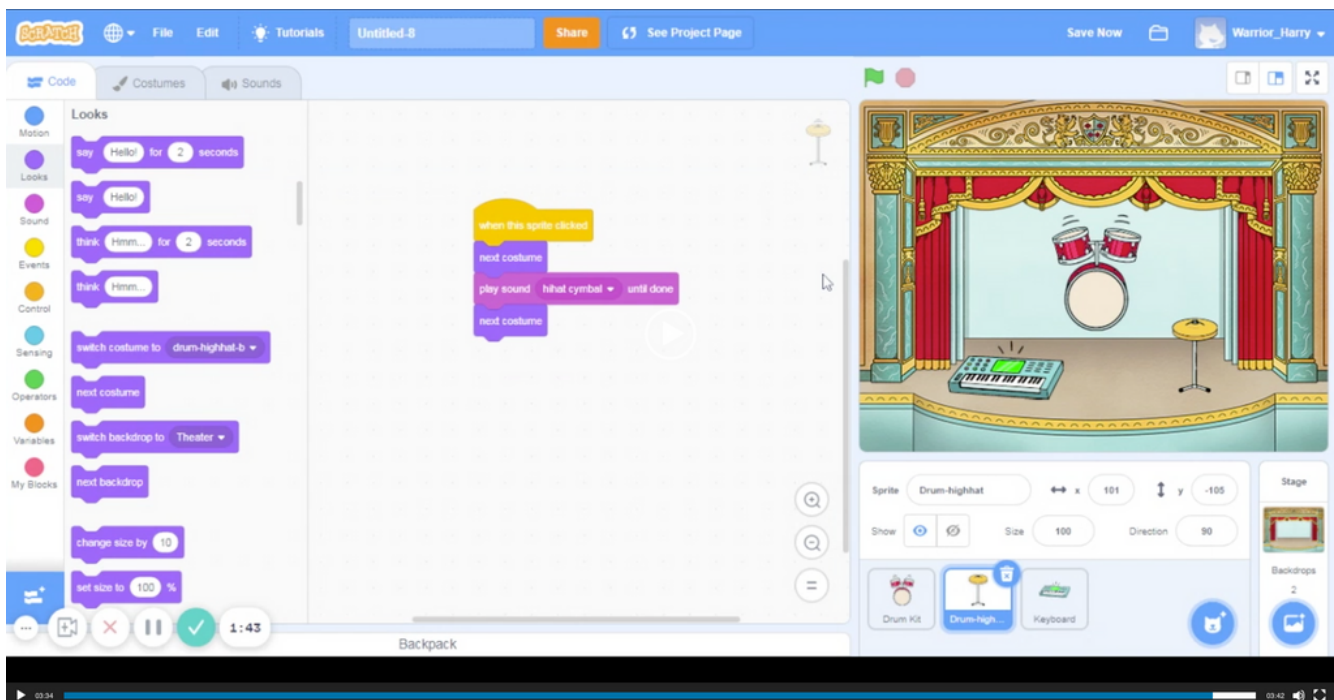 SCRATCH File Edit Tutorials Untitled-8 Share See Project Page Save Now Warrior_Harry
Code Costumes Sounds
Motion
Looks
Sound
Events
Control
Sensing
Operators
Variables
My Blocks
Looks
say Hello! for 2 seconds
say Hello!
think Hmm... for 2 seconds
think Hmm...
switch costume to drum-highhat-b
next costume
switch backdrop to Theater
next backdrop
change size by 10
set size to 100 %
when this sprite clicked
next costume
play sound hihat cymbal until done
next costume
Sprite Drum-highhat x 101 y -105
Show Size 100 Direction 90
Drum Kit Drum-high... Keyboard
Stage
Backdrops
2
... 1:43
Backpack
03:34 03:42